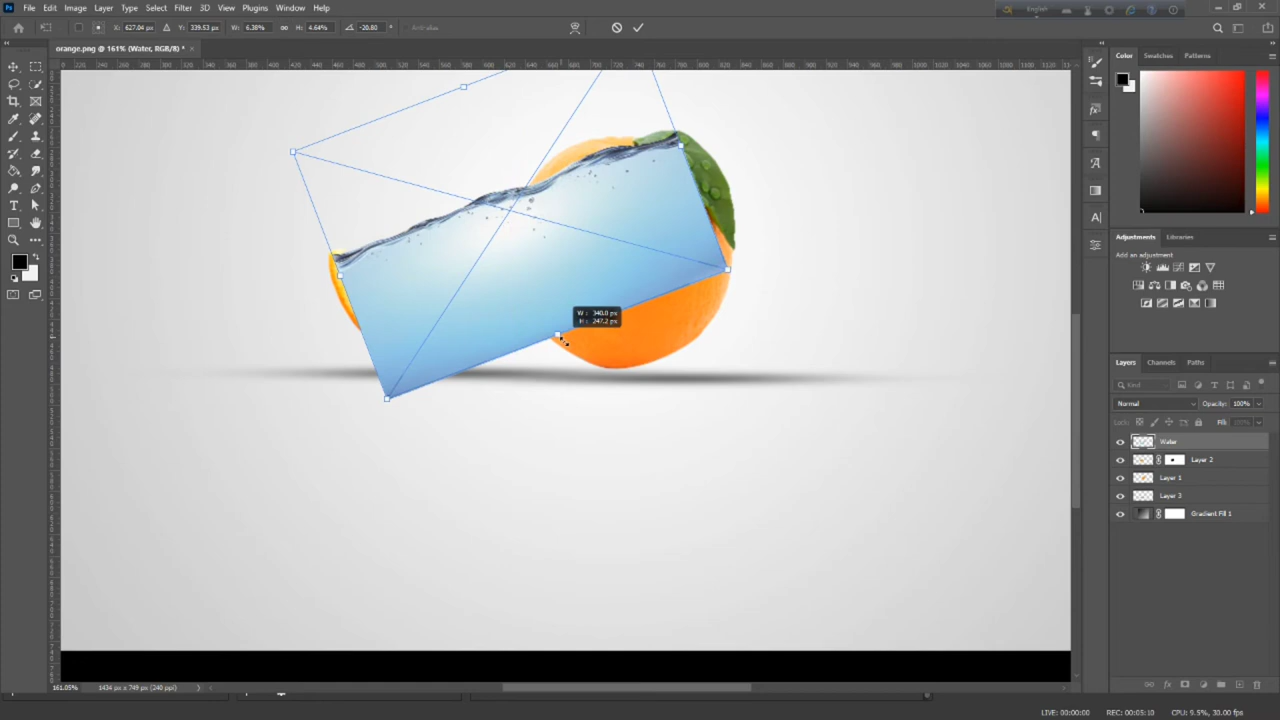 Ps File Edit Image Layer Type Select Filter 3D View Plugins Window Help
English
X: 627.04 px Y: 339.53 px W: 6.38% H: 4.64% -20.80 ° Anti-alias
orange.png @ 161% (Water, RGB/8) *
W : 340.0 px
H : 247.2 px
Color Swatches Patterns
Adjustments Libraries
Add an adjustment
Layers Channels Paths
Kind
Normal Opacity: 100%
Lock: Fill:
Water
Layer 2
Layer 1
Layer 3
Gradient Fill 1
161.05% 1434 px x 749 px (240 ppi)
LIVE: 00:00:00 REC: 00:05:10 CPU: 9.5%, 30.00 fps